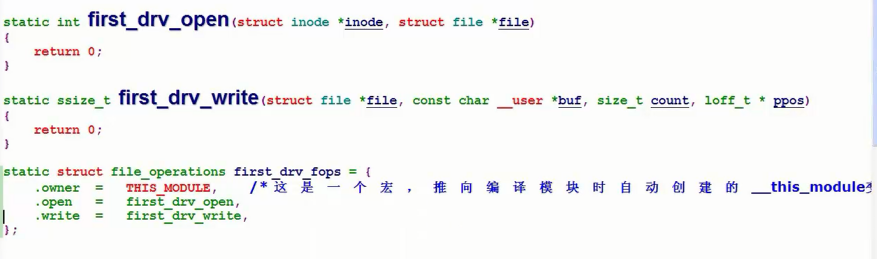 static int first_drv_open(struct inode *inode, struct file *file)
{
    return 0;
}
static ssize_t first_drv_write(struct file *file, const char __user *buf, size_t count, loff_t * ppos)
{
    return 0;
}
static struct file_operations first_drv_fops = {
    .owner  =   THIS_MODULE,    /* 这是一个宏，推向编译模块时自动创建的 __this_module
    .open   =   first_drv_open,
    .write  =   first_drv_write,
};